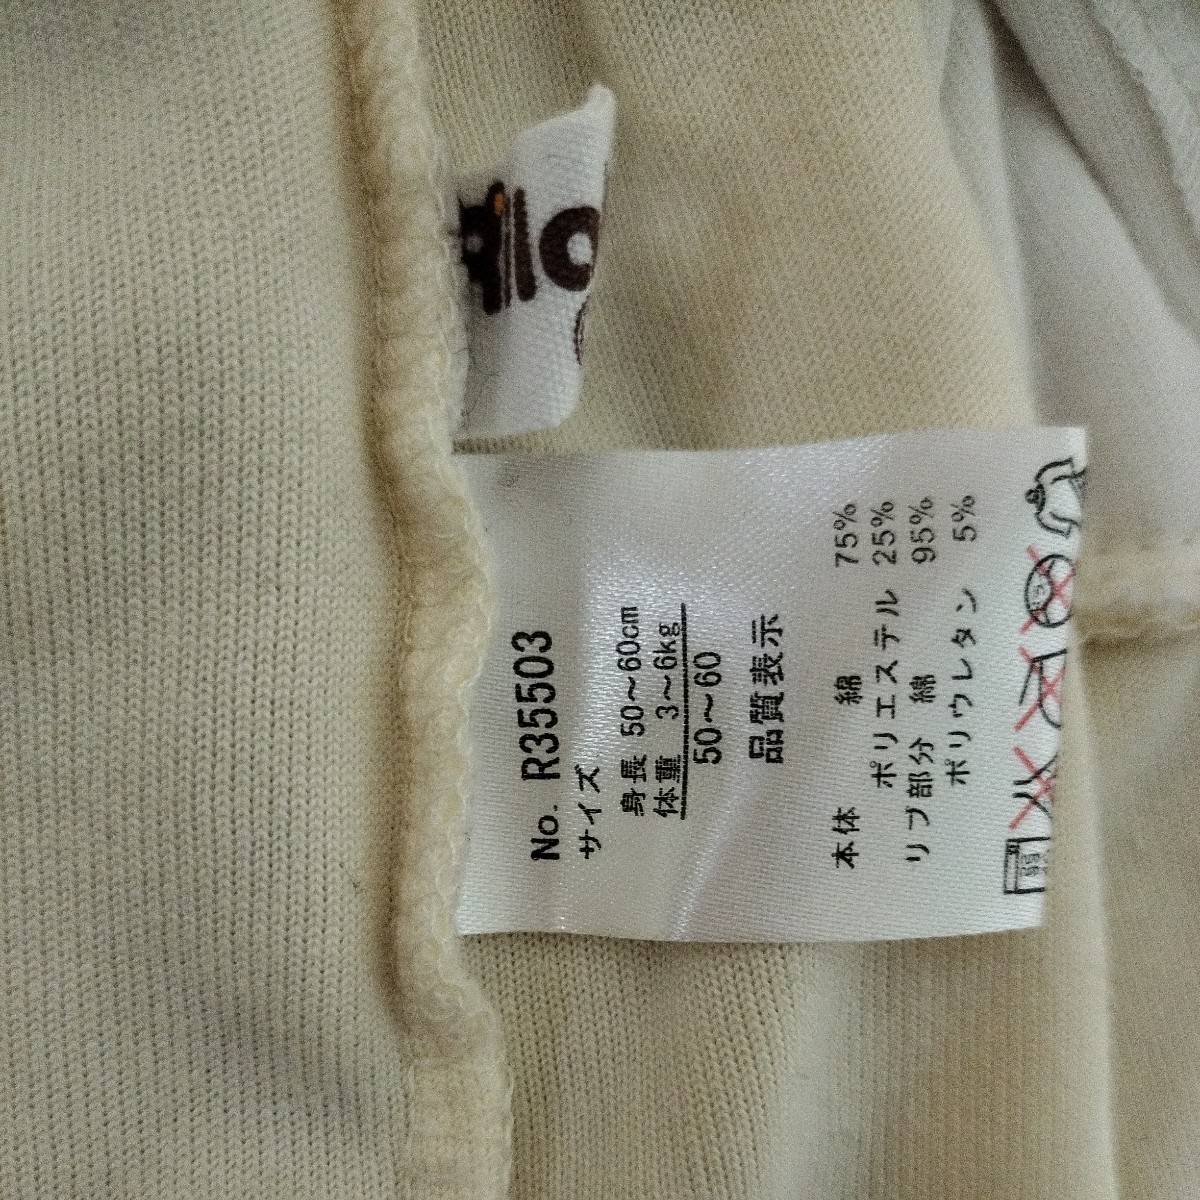 No. R35503
サイズ
身長 50～60cm
体重 3～6kg
50～60
品質表示
本体 綿 75%
ポリエステル 25%
リブ部分 綿 95%
ポリウレタン 5%
弱